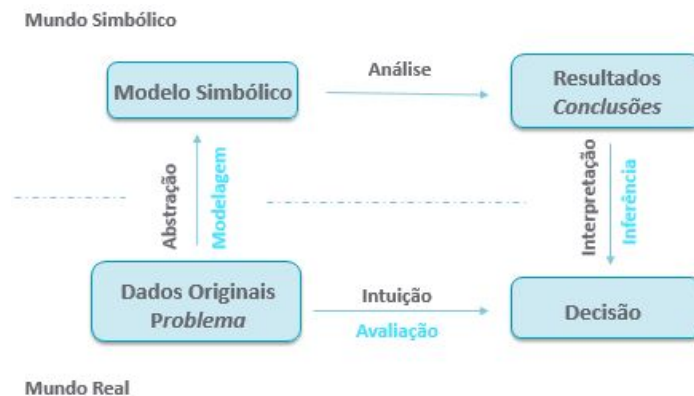 Mundo Simbólico
Modelo Simbólico
Análise
Resultados
Conclusões
Abstração
Modelagem
Interpretação
Inferência
Dados Originais
Problema
Intuição
Avaliação
Decisão
Mundo Real